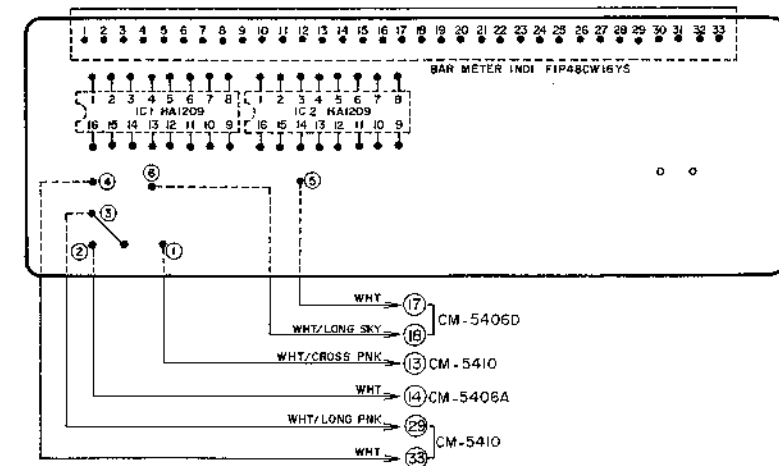 1 2 3 4 5 6 7 8 9 10 11 12 13 14 15 16 17 18 19 20 21 22 23 24 25 26 27 28 29 30 31 32 33
BAR METER INDI FIP48CW16YS
1 2 3 4 5 6 7 8
IC1 HA1209
16 15 14 13 12 11 10 9
1 2 3 4 5 6 7 8
IC2 HA1209
16 15 14 13 12 11 10 9
4 6 5
3
2 1
WHT 17
CM-5406D
WHT/LONG SKY 18
WHT/CROSS PNK 13 CM-5410
WHT 14 CM-5406A
WHT/LONG PNK 29
CM-5410
WHT 33